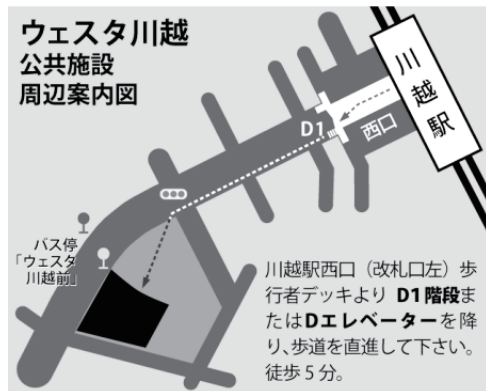 ウェスタ川越
公共施設
周辺案内図
川越駅
西口
D1
バス停
「ウェスタ
川越前」
川越駅西口（改札口左）歩
行者デッキより D1階段ま
たはDエレベーターを降
り、歩道を直進して下さい。
徒歩5分。